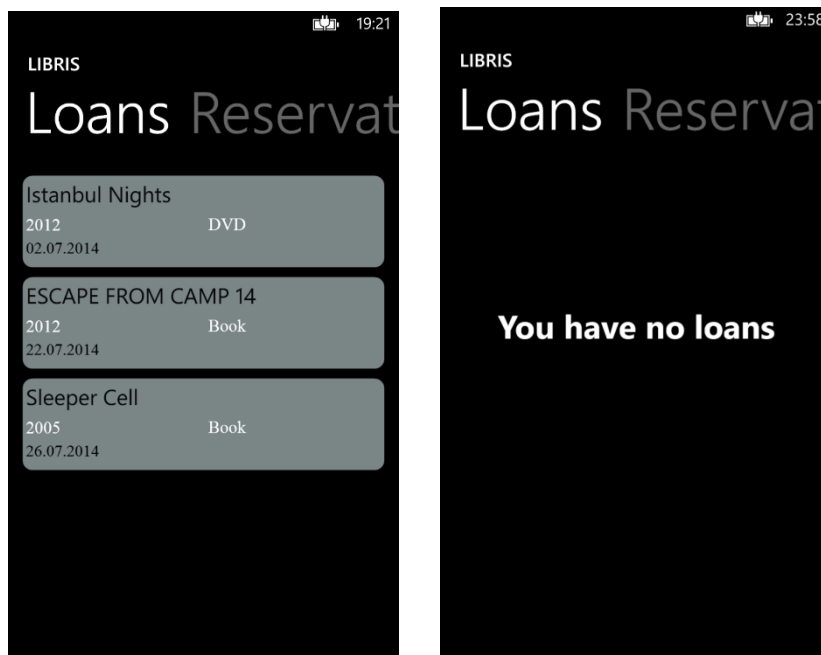 19:21
LIBRIS
Loans Reservat
Istanbul Nights
2012 DVD
02.07.2014
ESCAPE FROM CAMP 14
2012 Book
22.07.2014
Sleeper Cell
2005 Book
26.07.2014
23:58
LIBRIS
Loans Reservat
You have no loans